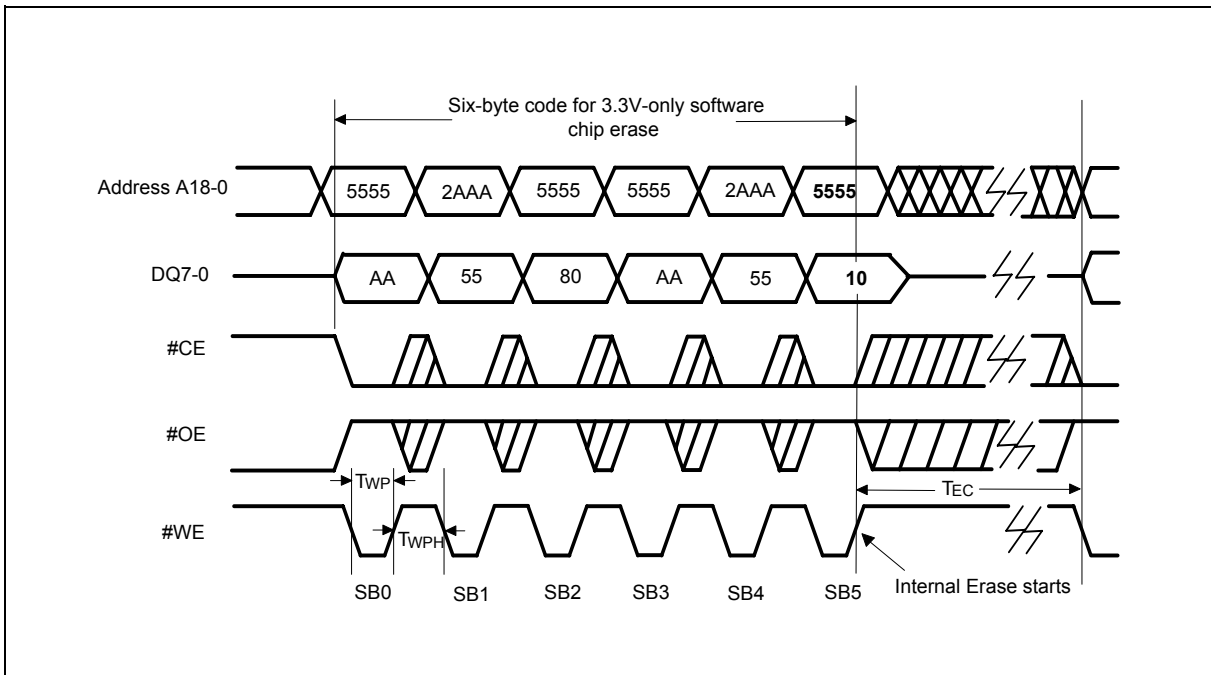 Six-byte code for 3.3V-only software
chip erase
Address A18-0
5555
2AAA
5555
5555
2AAA
5555
DQ7-0
AA
55
80
AA
55
10
#CE
#OE
TWP
TEC
#WE
TWPH
Internal Erase starts
SB0
SB1
SB2
SB3
SB4
SB5